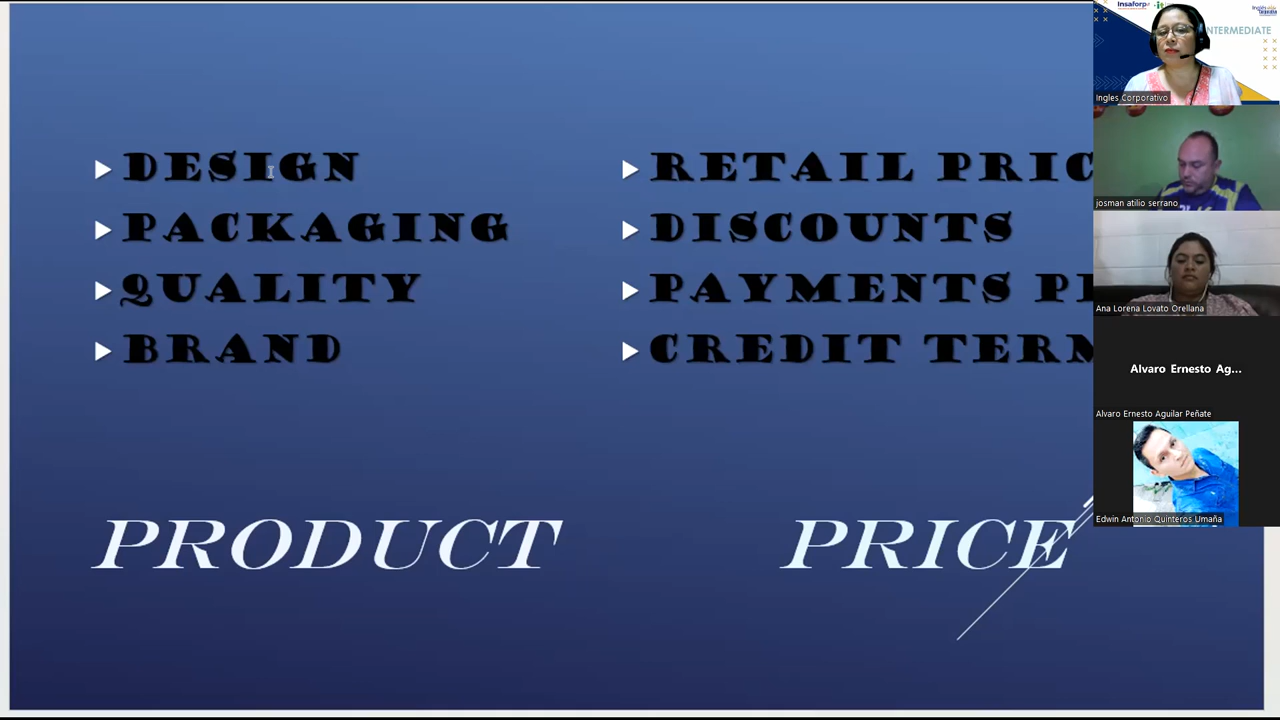 DESIGN
PACKAGING
QUALITY
BRAND
PRODUCT
RETAIL PRIC
DISCOUNTS
PAYMENTS
CREDIT TERM
PRICE
Insaforp
INTERMEDIATE
Ingles Corporativo
josman atilio serrano
Ana Lorena Lovato Orellana
Alvaro Ernesto Ag...
Alvaro Ernesto Aguilar Peñate
Edwin Antonio Quinteros Umaña